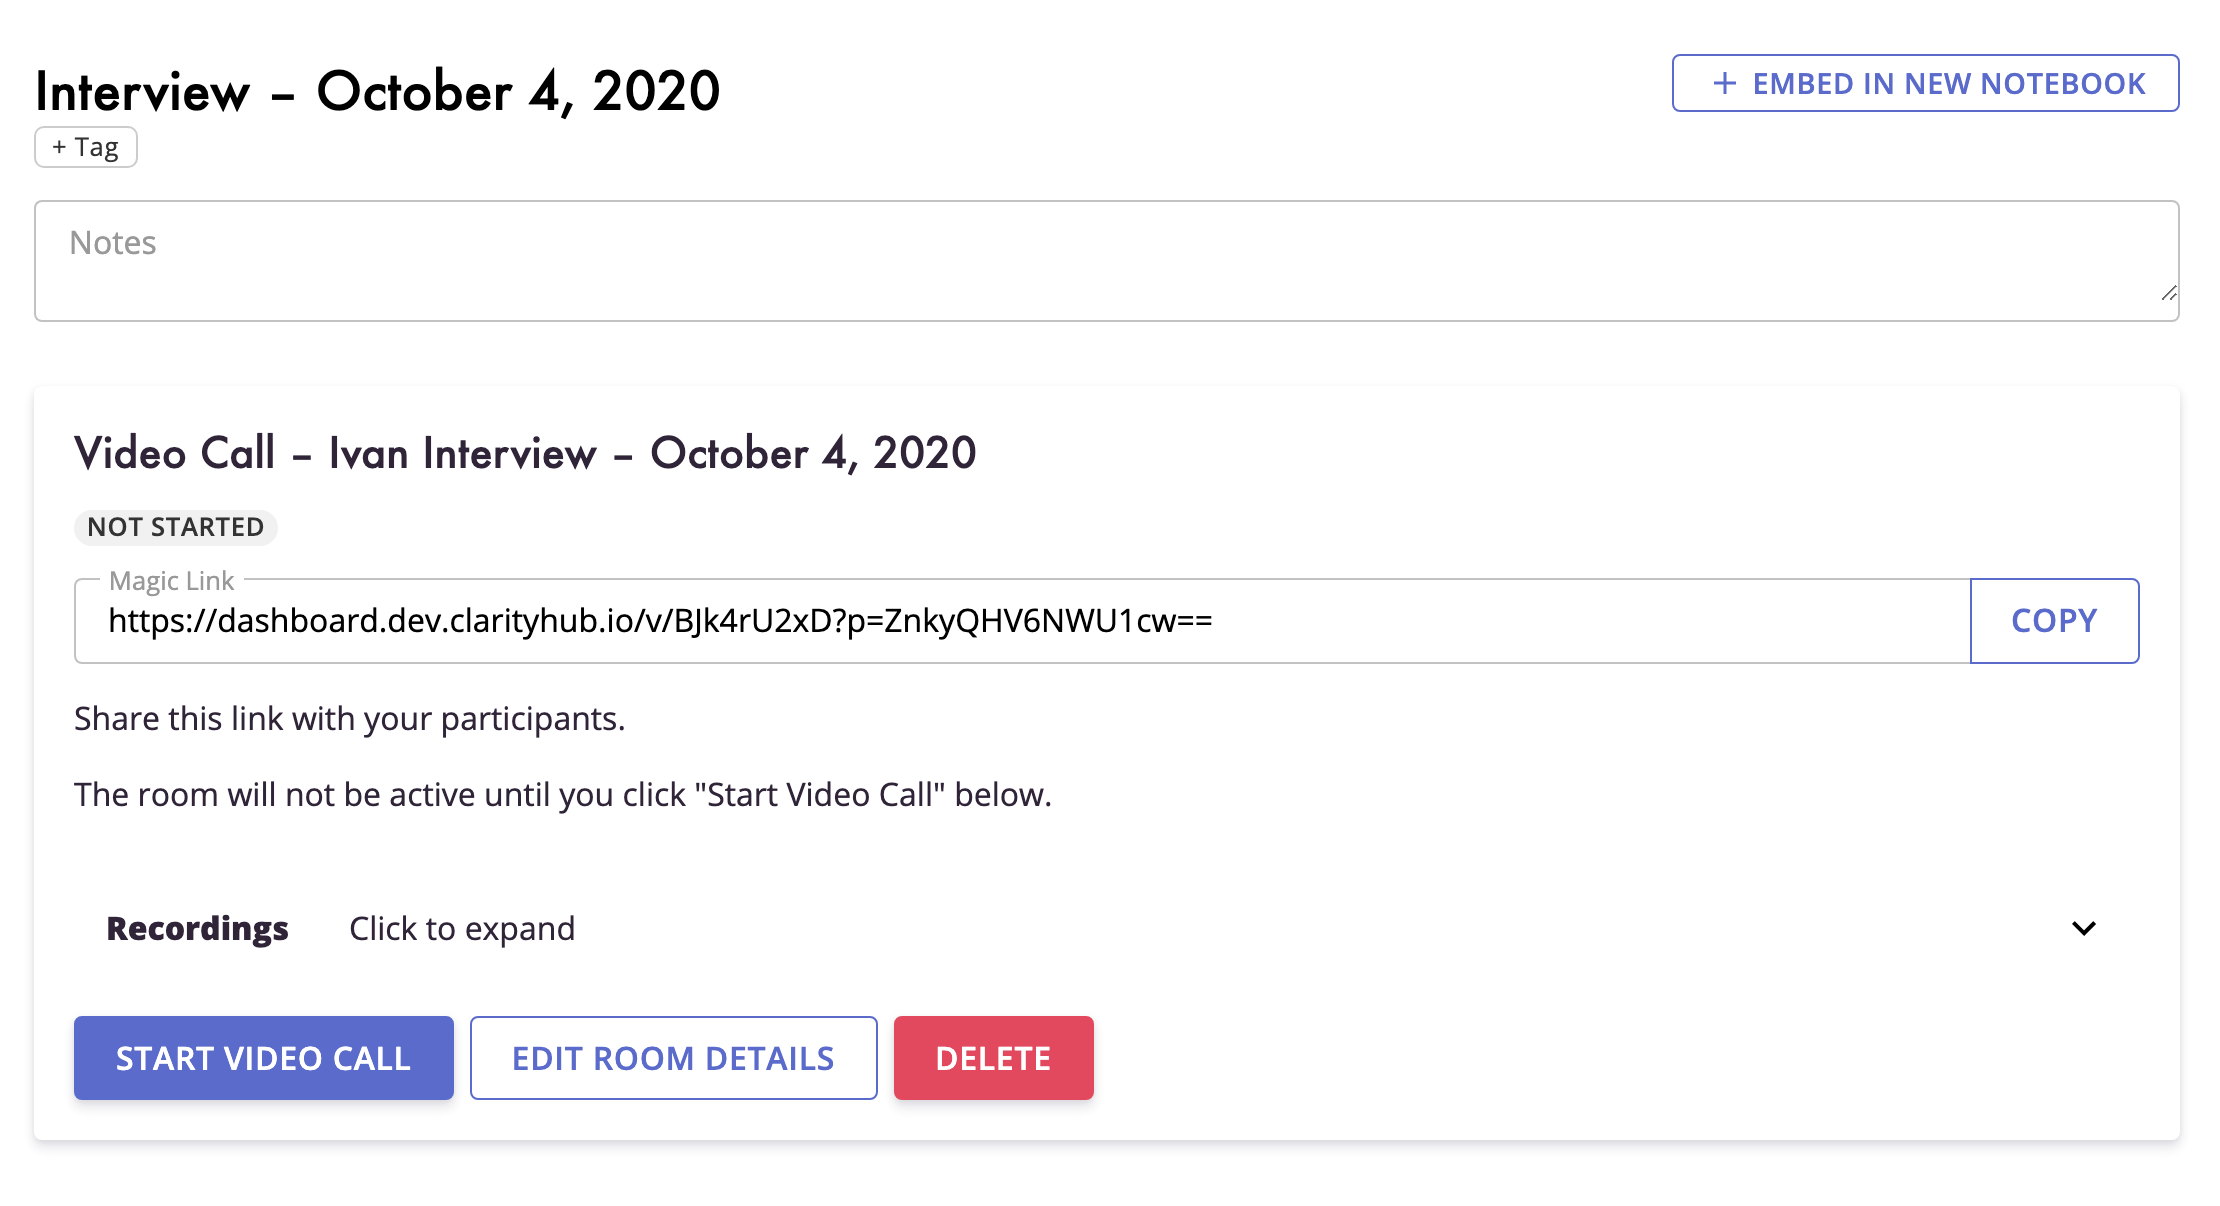 Interview – October 4, 2020
+ EMBED IN NEW NOTEBOOK
+ Tag
Notes
Video Call – Ivan Interview – October 4, 2020
NOT STARTED
Magic Link
https://dashboard.dev.clarityhub.io/v/BJk4rU2xD?p=ZnkyQHV6NWU1cw==
COPY
Share this link with your participants.
The room will not be active until you click "Start Video Call" below.
Recordings Click to expand
START VIDEO CALL
EDIT ROOM DETAILS
DELETE